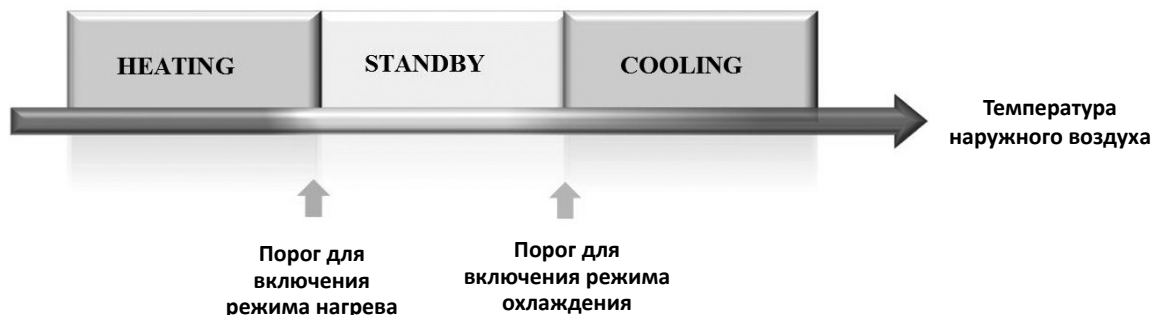 HEATING
STANDBY
COOLING
Температура
наружного воздуха
Порог для
включения
режима нагрева
Порог для
включения режима
охлаждения